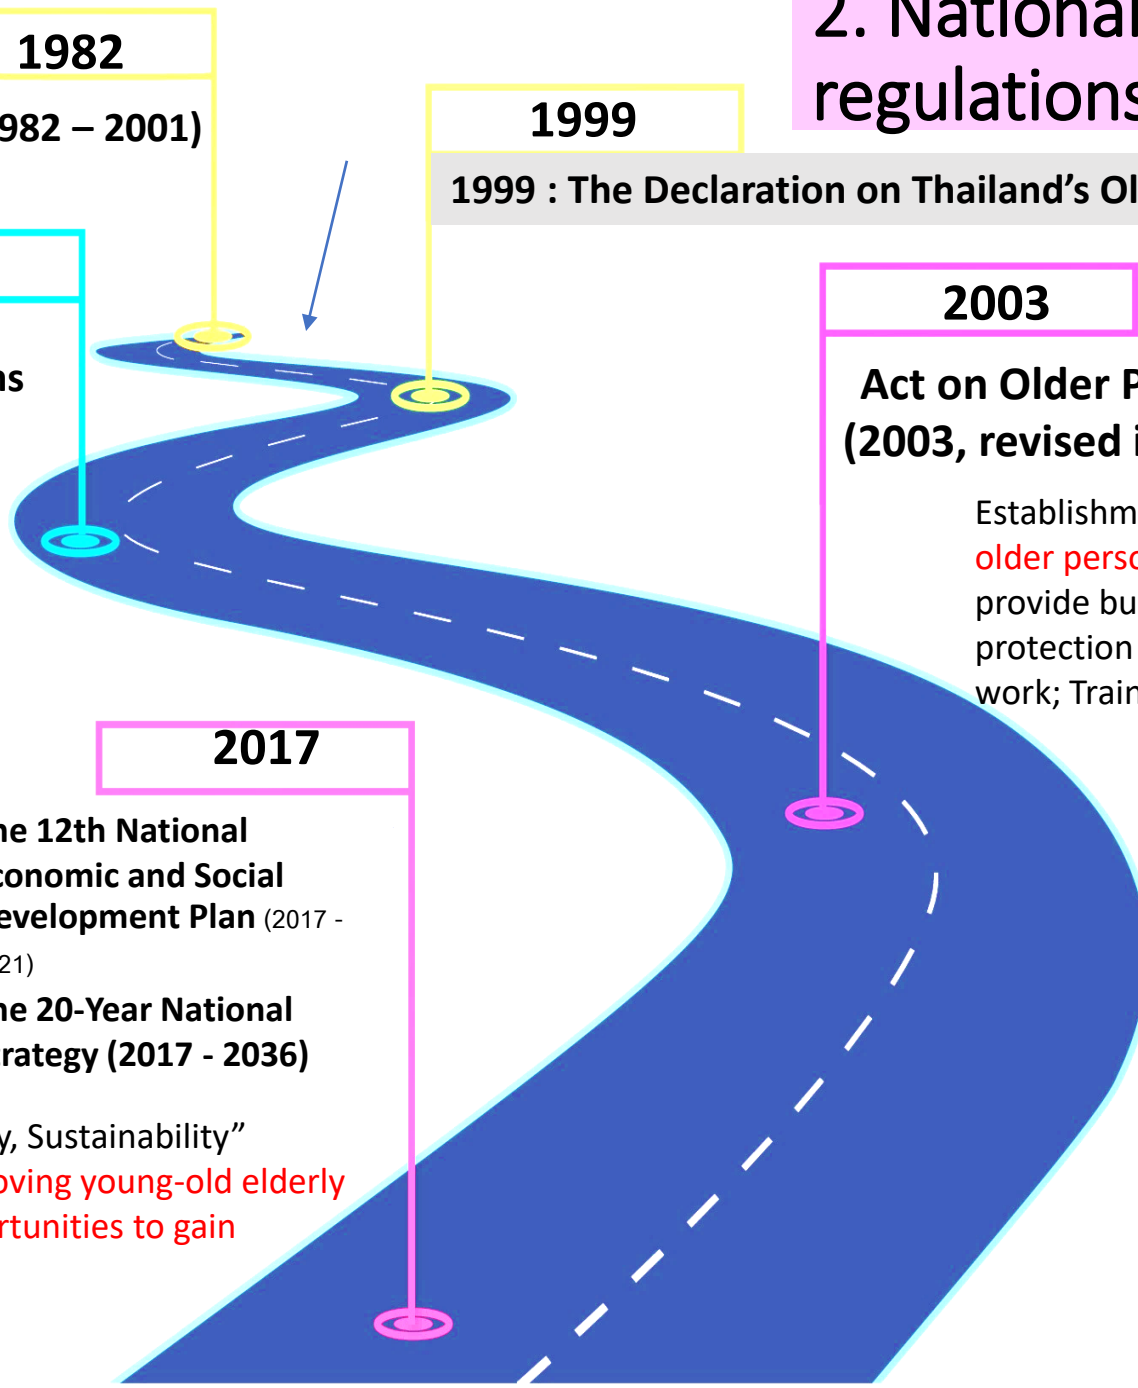 2. National
regulations
1982
982 – 2001)
1999
1999 : The Declaration on Thailand’s Ol
2003
Act on Older P
(2003, revised i
Establishm
older perso
provide bu
protection
work; Train
ns
2017
he 12th National
conomic and Social
evelopment Plan (2017 -
21)
he 20-Year National
trategy (2017 - 2036)
y, Sustainability”
oving young-old elderly
rtunities to gain